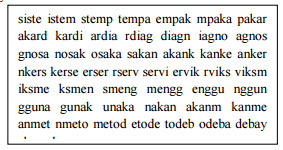 siste istem stemp tempa empak mpaka pakar
akard kardi ardia rdiag diagn iagno agnos
gnosa nosak osaka sakan akank kanke anker
nkers kerse erser rserv servi ervik rviks viksm
iksme ksmen smeng mengg enggu nggun
gguna gunak unaka nakan akanm kanme
anmet nmeto metod etode todeb odeba debay